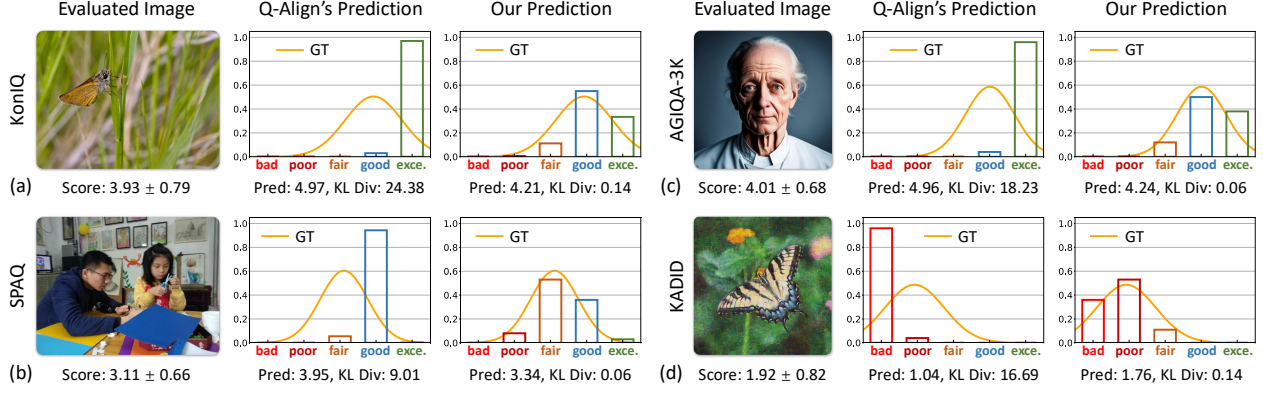 Evaluated Image Q-Align's Prediction Our Prediction Evaluated Image Q-Align's Prediction Our Prediction
KonIQ
1.0 0.8 0.6 0.4 0.2 0.0
GT
bad poor fair good exce.
1.0 0.8 0.6 0.4 0.2 0.0
GT
bad poor fair good exce.
(a) Score: 3.93 ± 0.79 Pred: 4.97, KL Div: 24.38 Pred: 4.21, KL Div: 0.14
AGIQA-3K
1.0 0.8 0.6 0.4 0.2 0.0
GT
bad poor fair good exce.
1.0 0.8 0.6 0.4 0.2 0.0
GT
bad poor fair good exce.
(c) Score: 4.01 ± 0.68 Pred: 4.96, KL Div: 18.23 Pred: 4.24, KL Div: 0.06
SPAQ
1.0 0.8 0.6 0.4 0.2 0.0
GT
bad poor fair good exce.
1.0 0.8 0.6 0.4 0.2 0.0
GT
bad poor fair good exce.
(b) Score: 3.11 ± 0.66 Pred: 3.95, KL Div: 9.01 Pred: 3.34, KL Div: 0.06
KADID
1.0 0.8 0.6 0.4 0.2 0.0
GT
bad poor fair good exce.
1.0 0.8 0.6 0.4 0.2 0.0
GT
bad poor fair good exce.
(d) Score: 1.92 ± 0.82 Pred: 1.04, KL Div: 16.69 Pred: 1.76, KL Div: 0.14